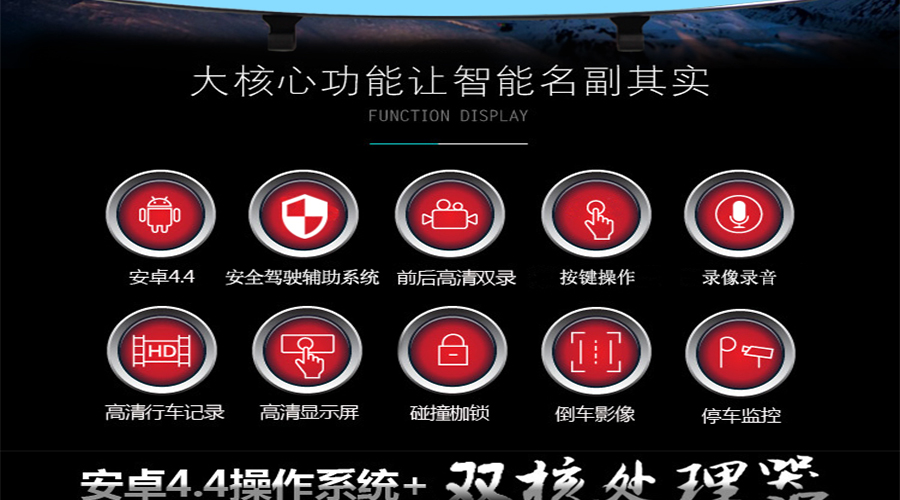 大核心功能让智能名副其实
FUNCTION DISPLAY
安卓4.4 安全驾驶辅助系统 前后高清双录 按键操作 录像录音
HD
高清行车记录 高清显示屏 碰撞枷锁 倒车影像 停车监控
安卓4.4操作系统+ 双核处理器